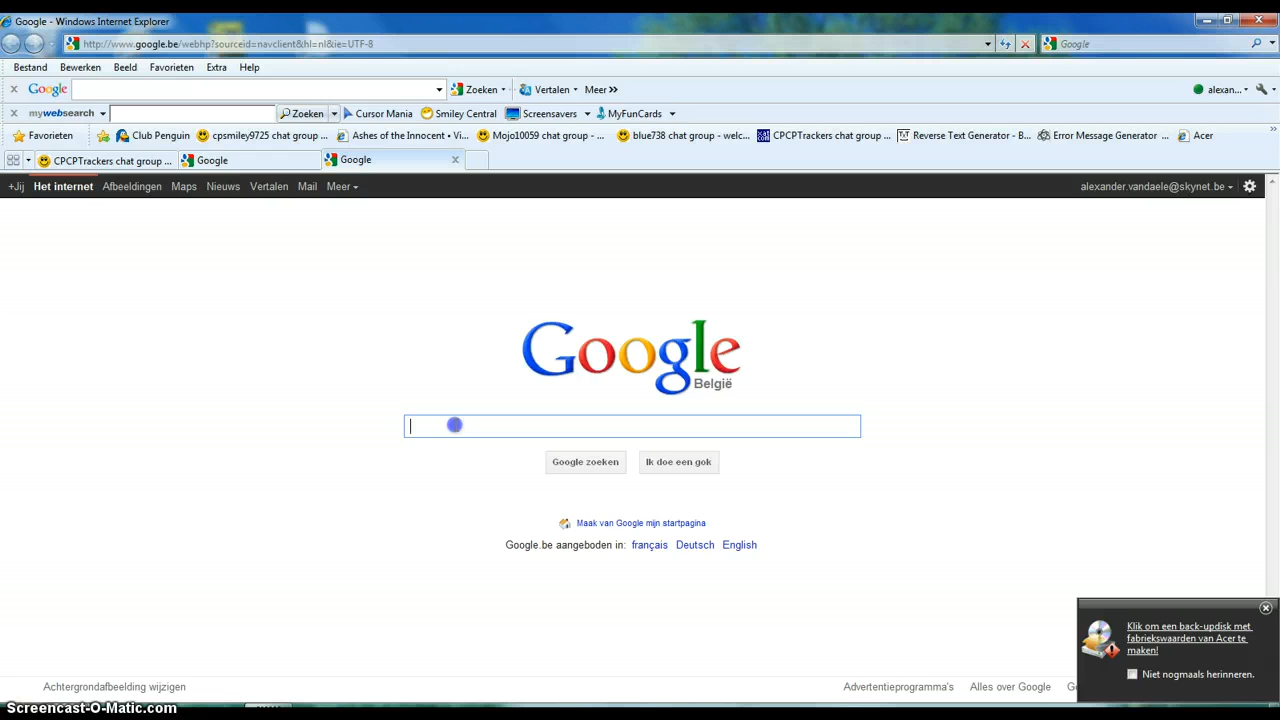 Google - Windows Internet Explorer
http://www.google.be/webhp?sourceid=navclient&hl=nl&ie=UTF-8
Google
Bestand Bewerken Beeld Favorieten Extra Help
x Google Zoeken Vertalen Meer >> alexan...
x mywebsearch Zoeken Cursor Mania Smiley Central Screensavers MyFunCards
Favorieten Club Penguin cpsmiley9725 chat group ... Ashes of the Innocent • Vi... Mojo10059 chat group - ... blue738 chat group - welc... CPCPTrackers chat group ... Reverse Text Generator - B... Error Message Generator ... Acer
CPCPTrackers chat group ... Google Google x
+Jij Het internet Afbeeldingen Maps Nieuws Vertalen Mail Meer alexander.vandaele@skynet.be
Google
België
Google zoeken Ik doe een gok
Maak van Google mijn startpagina
Google.be aangeboden in: français Deutsch English
Klik om een back-updisk met
fabriekswaarden van Acer te
maken!
Niet nogmaals herinneren.
Achtergrondafbeelding wijzigen Advertentieprogramma's Alles over Google
Screencast-O-Matic.com